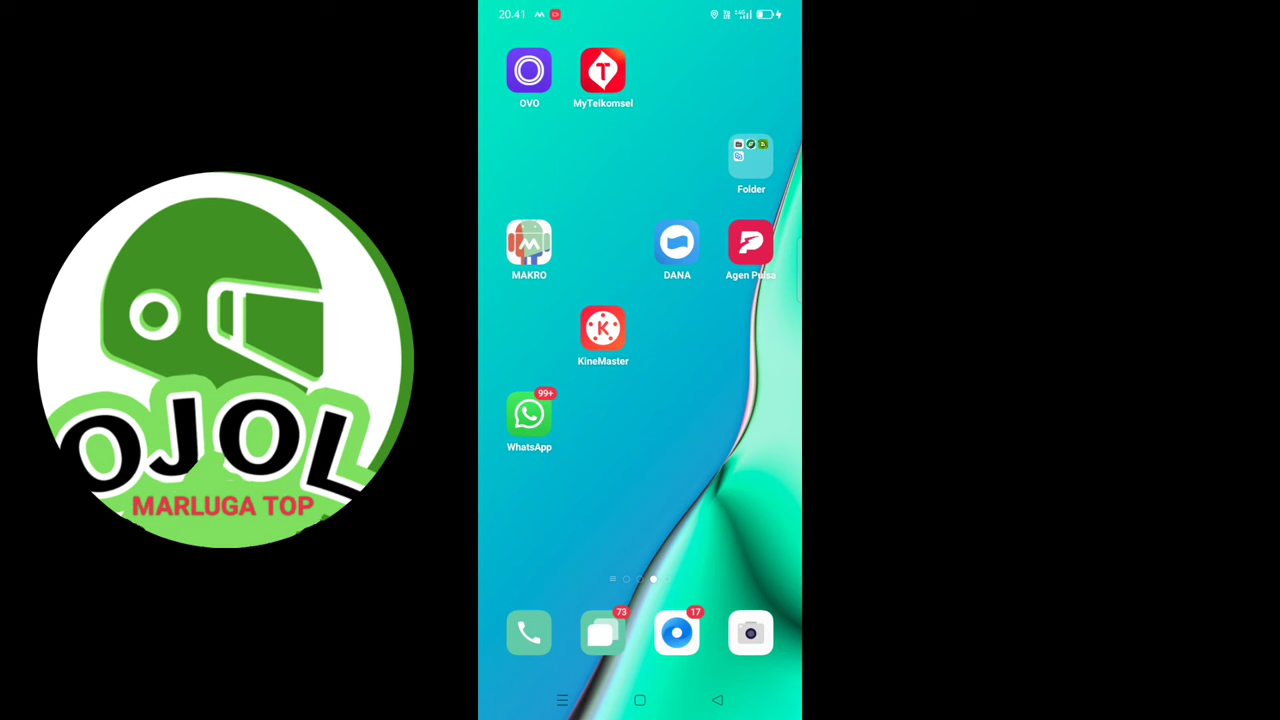 20.41
OVO
MyTelkomsel
Folder
MAKRO
DANA
Agen Pulsa
KineMaster
99+
WhatsApp
73
17
OJOL
MARLUGA TOP